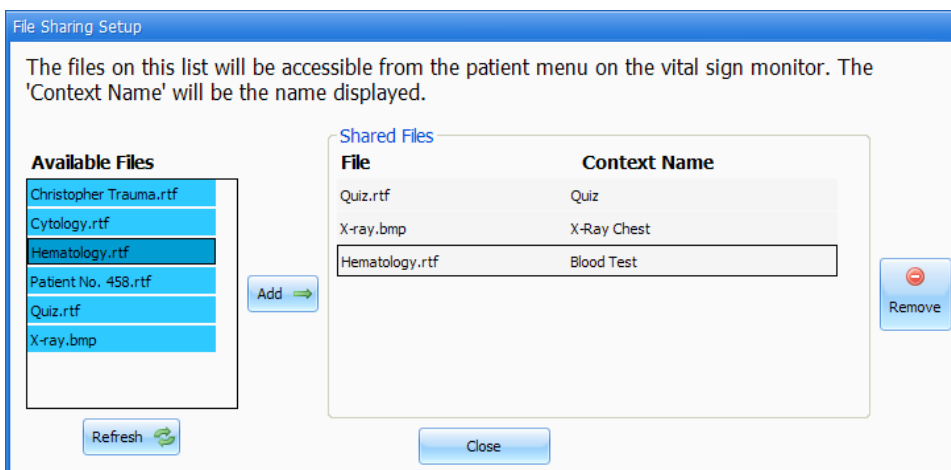 File Sharing Setup
The files on this list will be accessible from the patient menu on the vital sign monitor. The
'Context Name' will be the name displayed.
Available Files
Christopher Trauma.rtf
Cytology.rtf
Hematology.rtf
Patient No. 458.rtf
Quiz.rtf
X-ray.bmp
Refresh
Add
Shared Files
File Context Name
Quiz.rtf Quiz
X-ray.bmp X-Ray Chest
Hematology.rtf Blood Test
Remove
Close